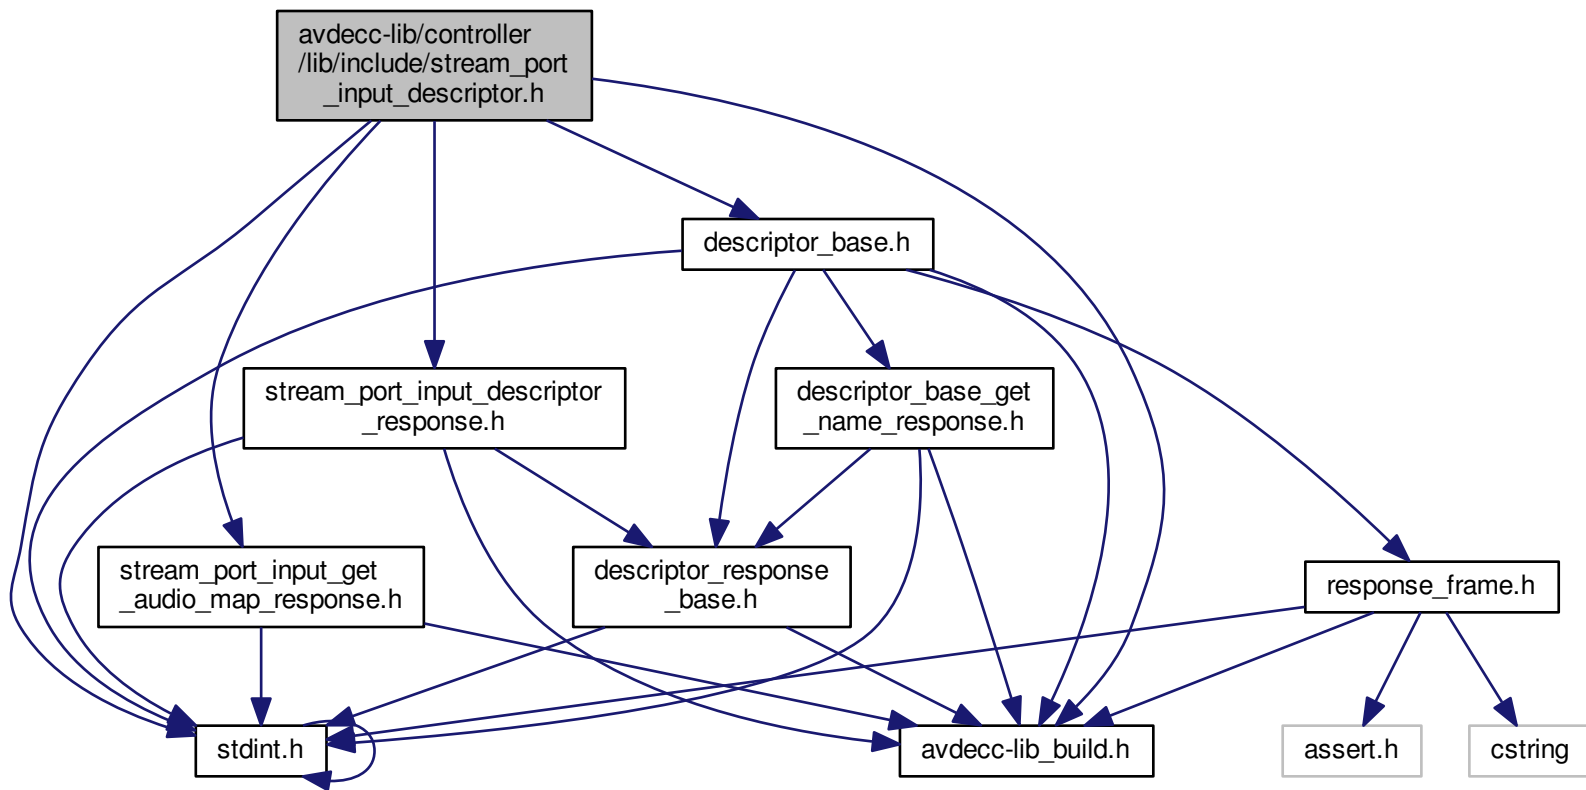 avdecc-lib/controller
/lib/include/stream_port
_input_descriptor.h
descriptor_base.h
stream_port_input_descriptor
_response.h
descriptor_base_get
_name_response.h
stream_port_input_get
_audio_map_response.h
descriptor_response
_base.h
response_frame.h
stdint.h
avdecc-lib_build.h
assert.h
cstring